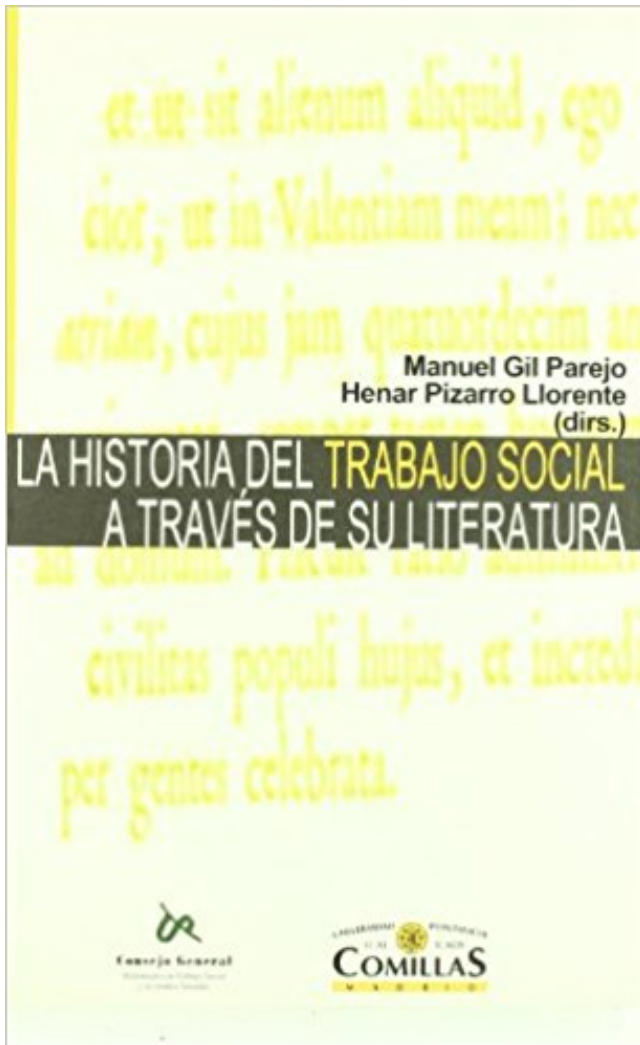 et ut sit alienum aliquid, ego
cior, ut in Valentiam meam; nec
atriam, cujus jam quatuordecim an
Manuel Gil Parejo
Henar Pizarro Llorente
(dirs.)
LA HISTORIA DEL TRABAJO SOCIAL
A TRAVÉS DE SU LITERATURA
civilitas populi hujus, et incredi
per gentes celebrata.
Consejo General
COMILLAS
MADRID